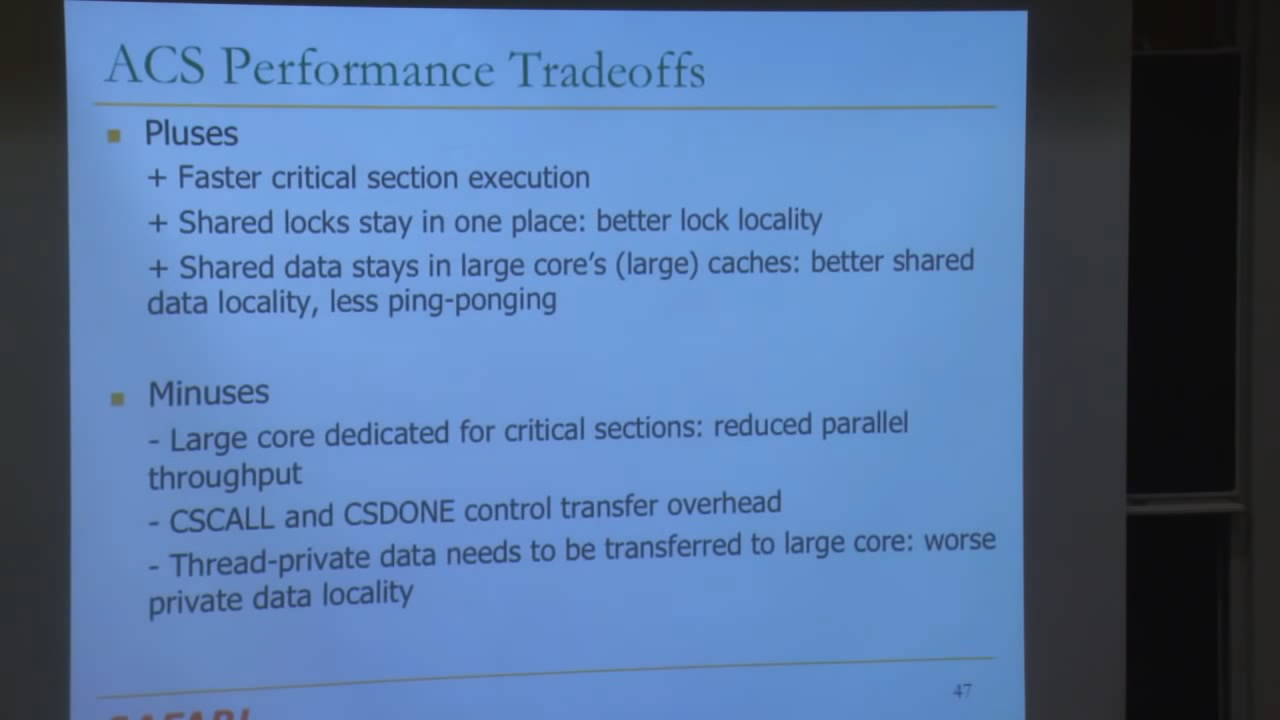 ACS Performance Tradeoffs
Pluses
+ Faster critical section execution
+ Shared locks stay in one place: better lock locality
+ Shared data stays in large core's (large) caches: better shared
data locality, less ping-ponging
Minuses
- Large core dedicated for critical sections: reduced parallel
throughput
- CSCALL and CSDONE control transfer overhead
- Thread-private data needs to be transferred to large core: worse
private data locality
SAFARI
47